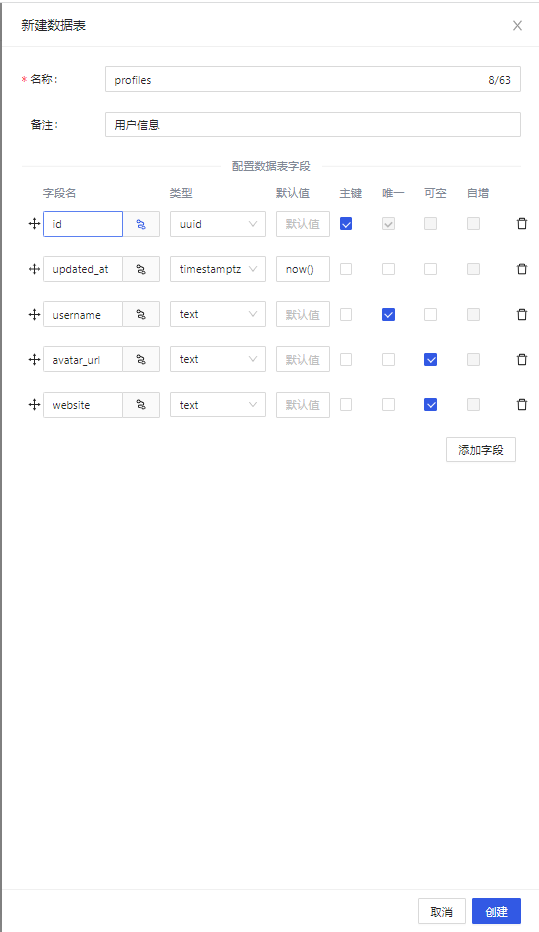 新建数据表
* 名称：
profiles 8/63
备注：
用户信息
配置数据表字段
字段名 类型 默认值 主键 唯一 可空 自增
id uuid 默认值
updated_at timestamptz now()
username text 默认值
avatar_url text 默认值
website text 默认值
添加字段
取消 创建